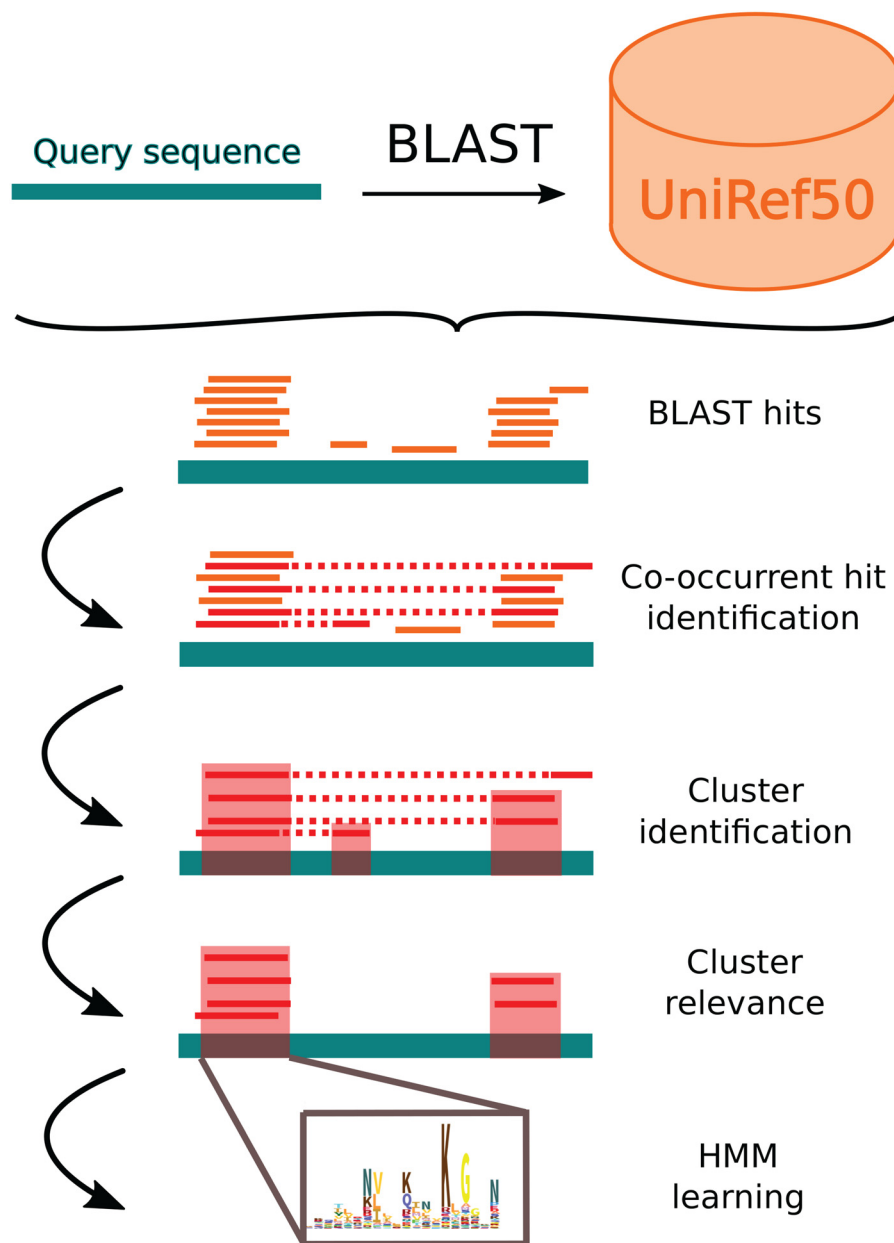 Query sequence
BLAST
UniRef50
BLAST hits
Co-occurrent hit
identification
Cluster
identification
Cluster
relevance
HMM
learning